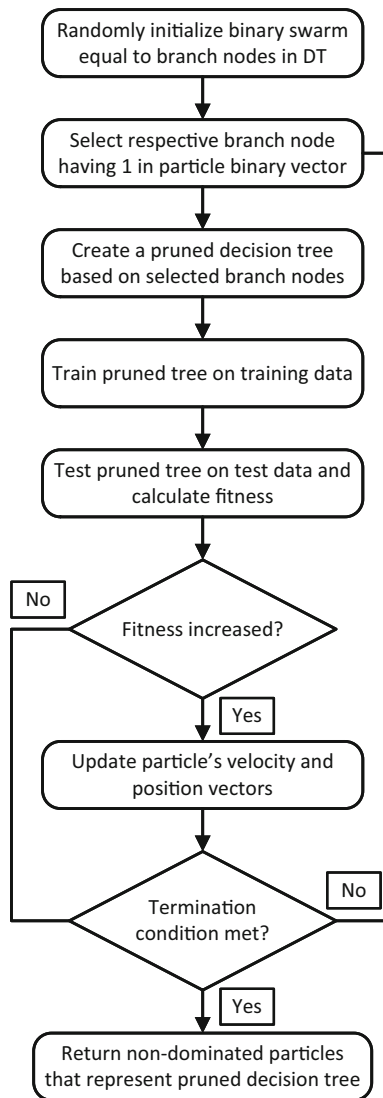 Randomly initialize binary swarm
equal to branch nodes in DT
Select respective branch node
having 1 in particle binary vector
Create a pruned decision tree
based on selected branch nodes
Train pruned tree on training data
Test pruned tree on test data and
calculate fitness
No
Fitness increased?
Yes
Update particle's velocity and
position vectors
Termination
condition met?
No
Yes
Return non-dominated particles
that represent pruned decision tree